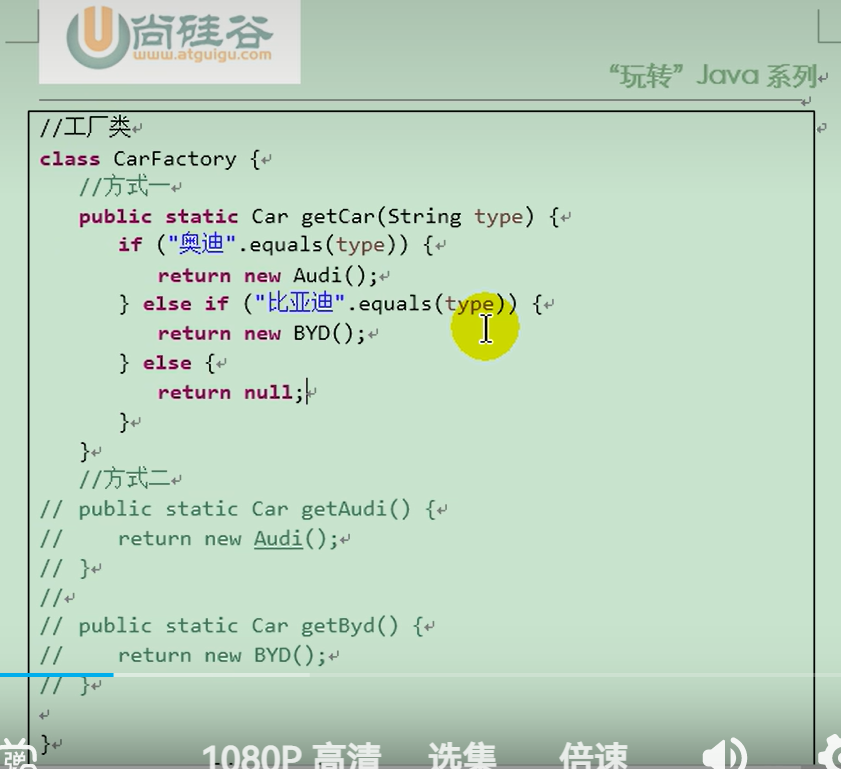 尚硅谷
www.atguigu.com
“玩转”Java 系列
//工厂类
class CarFactory {
//方式一
public static Car getCar(String type) {
if ("奥迪".equals(type)) {
return new Audi();
} else if ("比亚迪".equals(type)) {
return new BYD();
} else {
return null;
}
}
//方式二
// public static Car getAudi() {
// return new Audi();
// }
//
// public static Car getByd() {
// return new BYD();
// }
}
弹 1080P 高清 选集 倍速